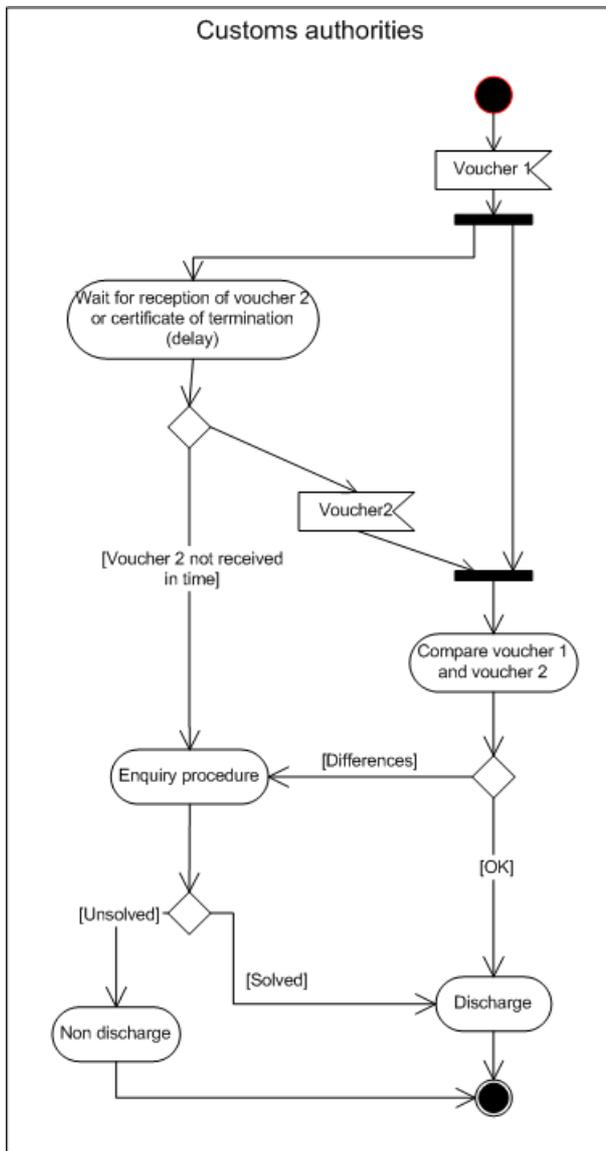 Customs authorities
Voucher 1
Wait for reception of voucher 2
or certificate of termination
(delay)
Voucher2
[Voucher 2 not received
in time]
Compare voucher 1
and voucher 2
[Differences]
Enquiry procedure
[OK]
[Unsolved]
[Solved]
Discharge
Non discharge